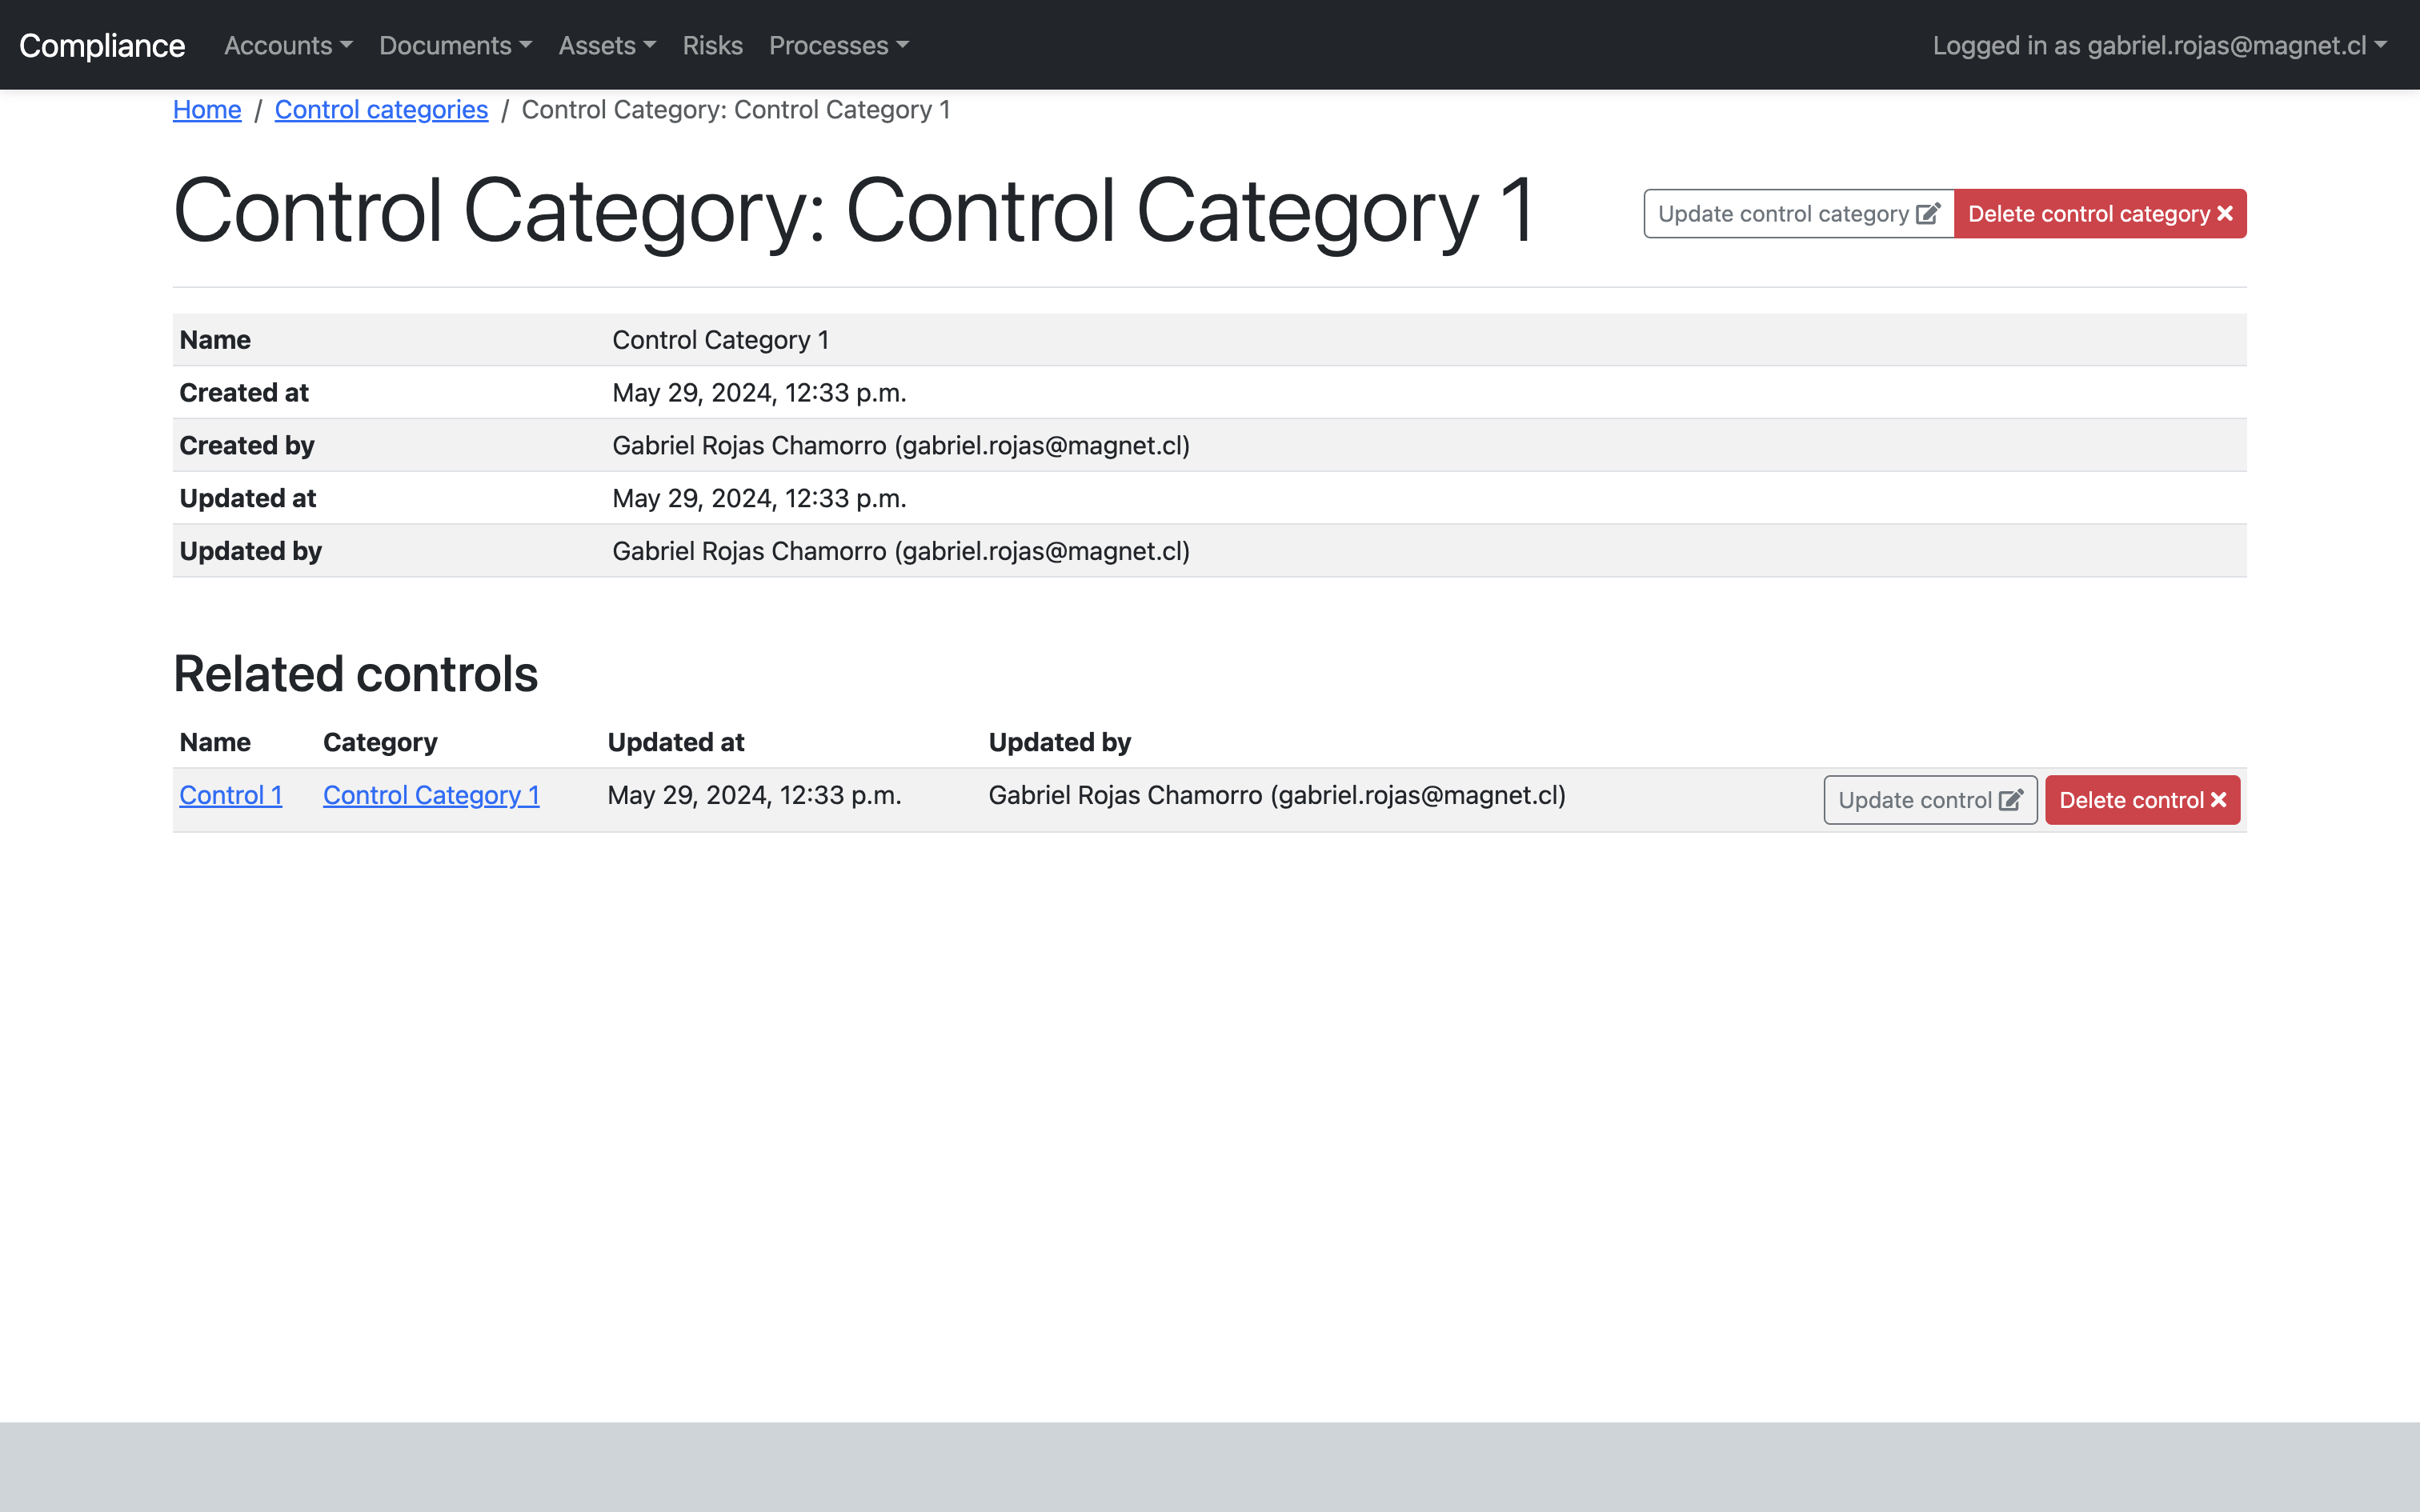 Compliance Accounts Documents Assets Risks Processes Logged in as gabriel.rojas@magnet.cl
Home / Control categories / Control Category: Control Category 1
Control Category: Control Category 1 Update control category Delete control category
Name Control Category 1
Created at May 29, 2024, 12:33 p.m.
Created by Gabriel Rojas Chamorro (gabriel.rojas@magnet.cl)
Updated at May 29, 2024, 12:33 p.m.
Updated by Gabriel Rojas Chamorro (gabriel.rojas@magnet.cl)
Related controls
Name Category Updated at Updated by
Control 1 Control Category 1 May 29, 2024, 12:33 p.m. Gabriel Rojas Chamorro (gabriel.rojas@magnet.cl) Update control Delete control